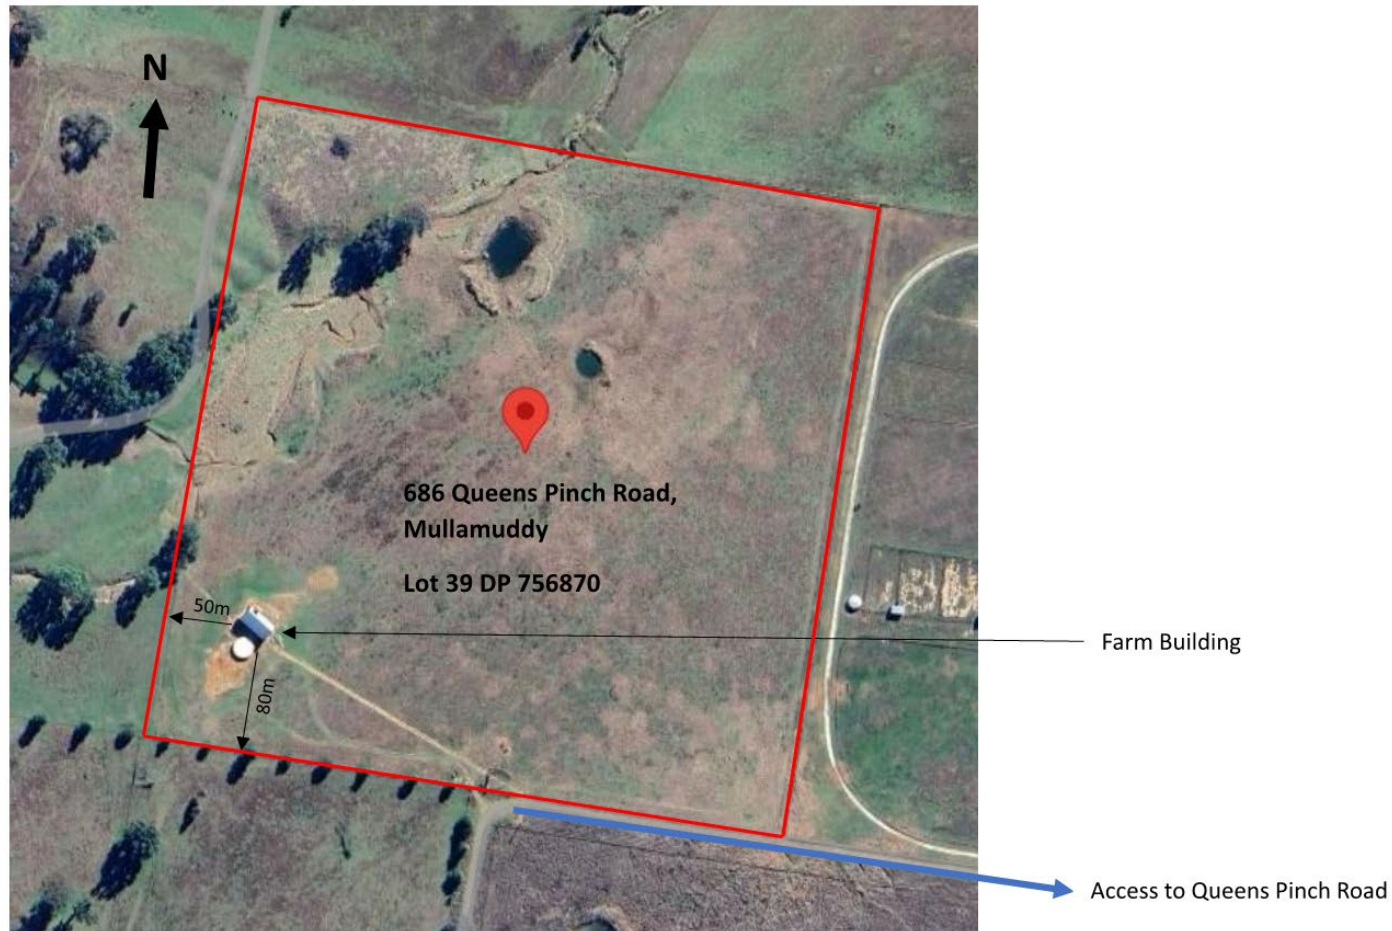 N
686 Queens Pinch Road,
Mullamuddy
Lot 39 DP 756870
50m
80m
Farm Building
Access to Queens Pinch Road